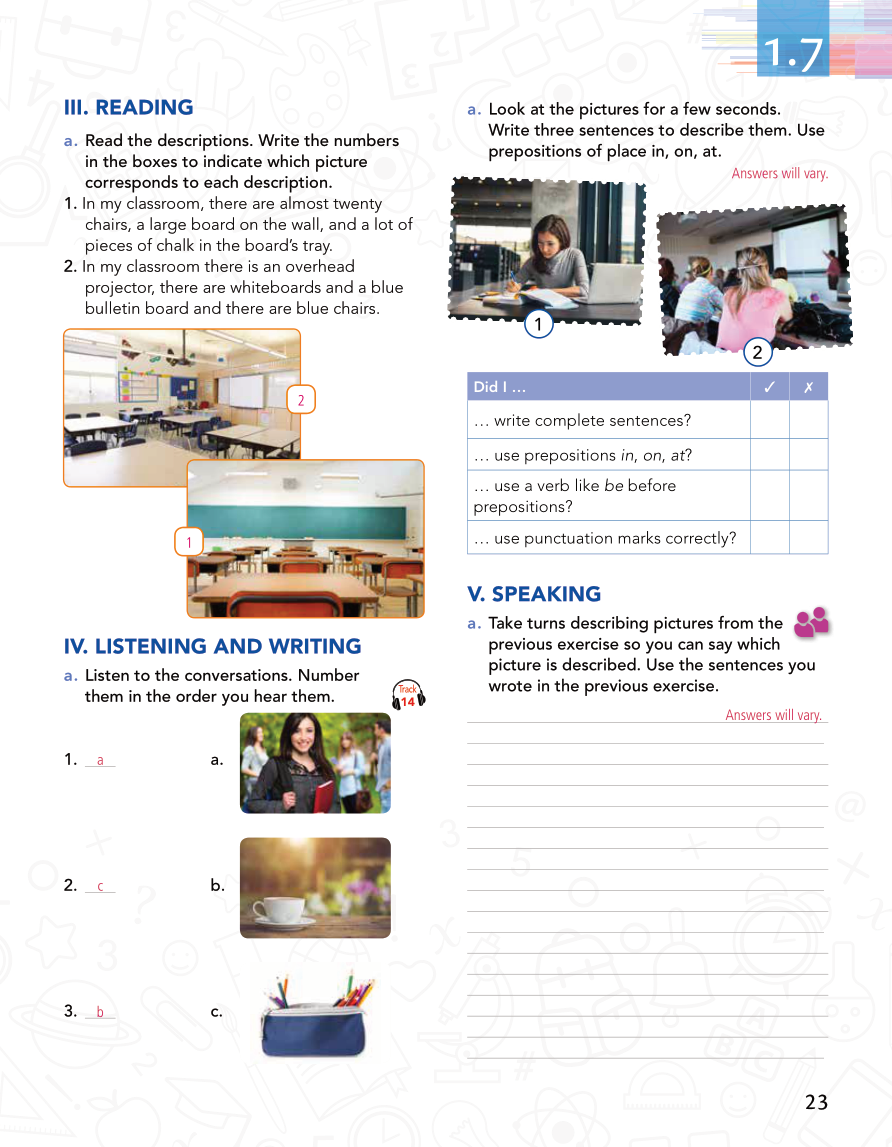 1.7
III. READING
a. Read the descriptions. Write the numbers
in the boxes to indicate which picture
corresponds to each description.
1. In my classroom, there are almost twenty
chairs, a large board on the wall, and a lot of
pieces of chalk in the board’s tray.
2. In my classroom there is an overhead
projector, there are whiteboards and a blue
bulletin board and there are blue chairs.
2
1
IV. LISTENING AND WRITING
a. Listen to the conversations. Number
them in the order you hear them.
Track
14
1. a a.
2. c b.
3. b c.
a. Look at the pictures for a few seconds.
Write three sentences to describe them. Use
prepositions of place in, on, at.
Answers will vary.
1
2
Did I … ✓ ✗
… write complete sentences?
… use prepositions in, on, at?
… use a verb like be before
prepositions?
… use punctuation marks correctly?
V. SPEAKING
a. Take turns describing pictures from the
previous exercise so you can say which
picture is described. Use the sentences you
wrote in the previous exercise.
Answers will vary.
23